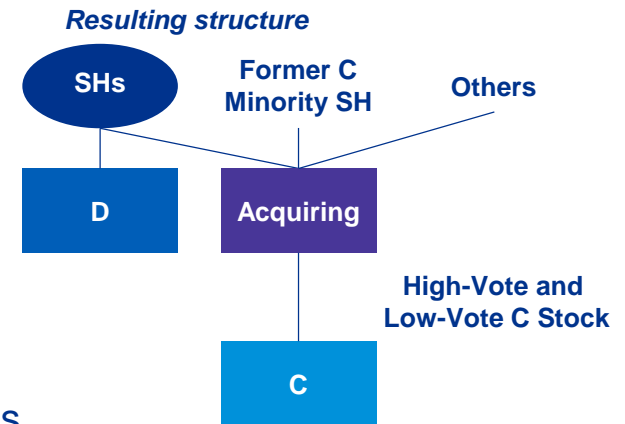 Resulting structure
SHs
Former C
Minority SH
Others
D
Acquiring
High-Vote and
Low-Vote C Stock
C
s